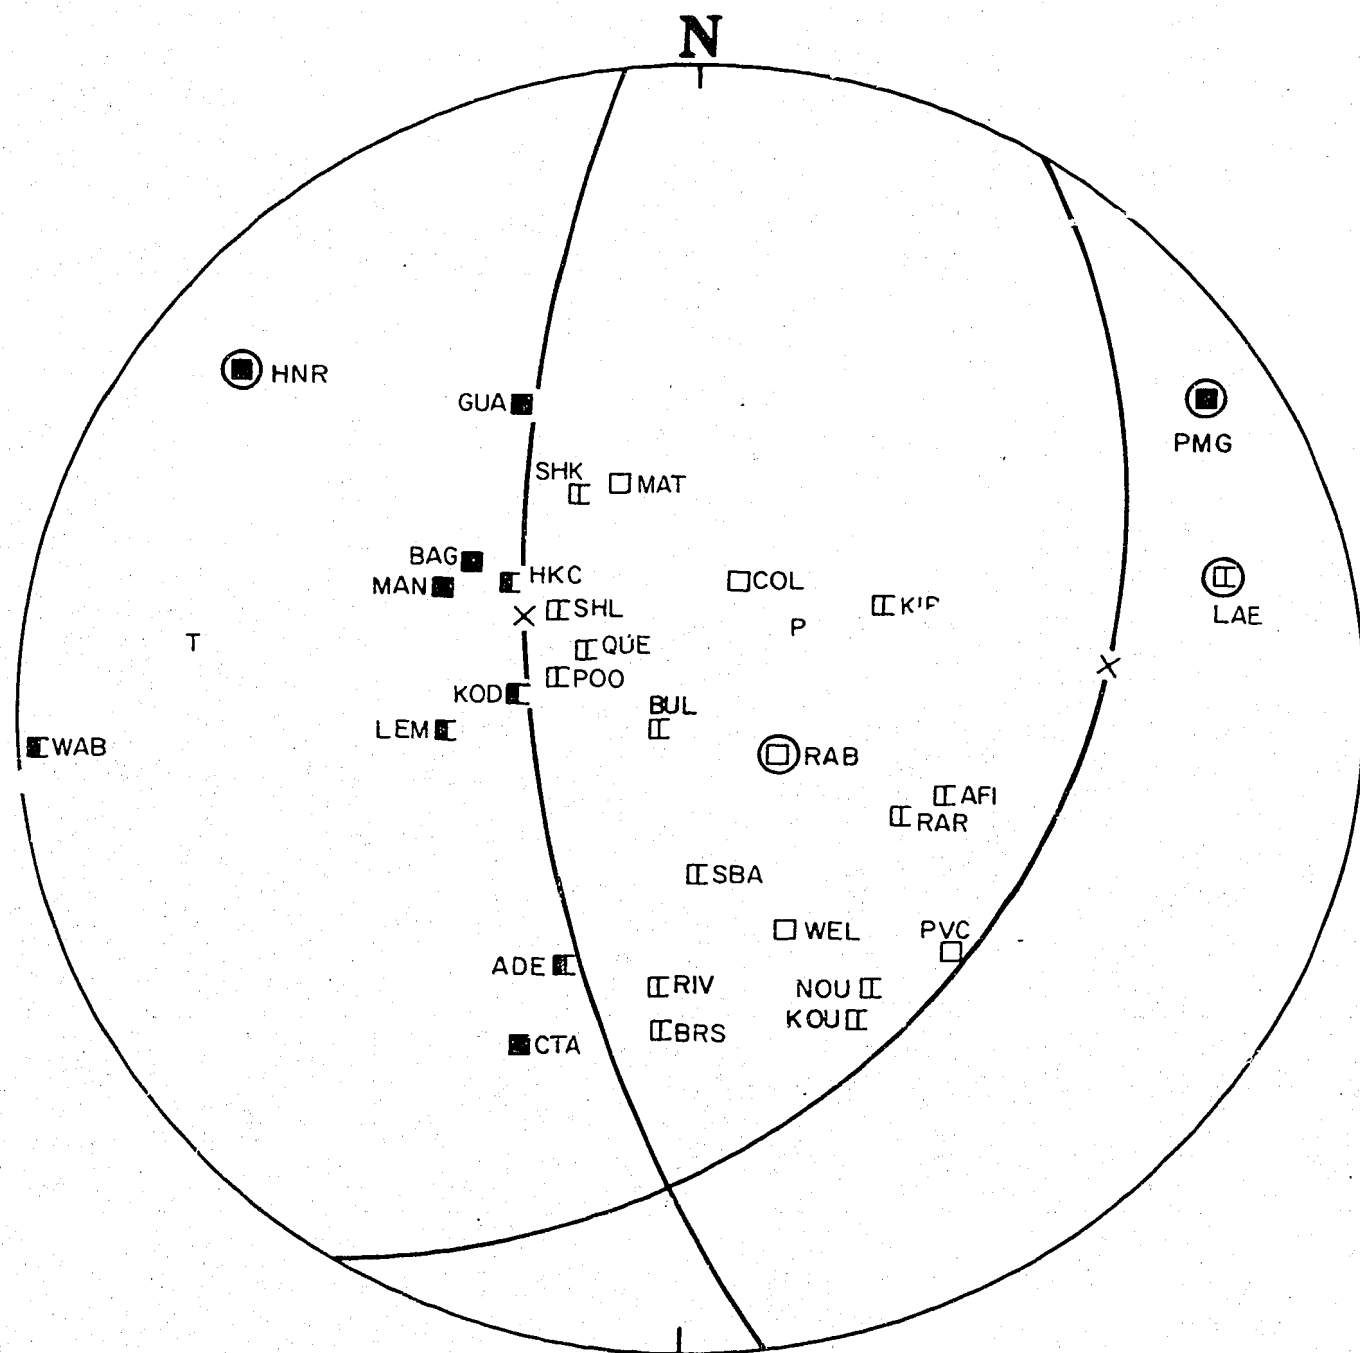 N
HNR
GUA
PMG
SHK
MAT
BAG
HKC
MAN
COL
SHL
KIP
LAE
P
T
QUE
POO
KOD
BUL
LEM
WAB
RAB
AFI
RAR
SBA
WEL
PVC
ADE
RIV
NOU
KOU
BRS
CTA